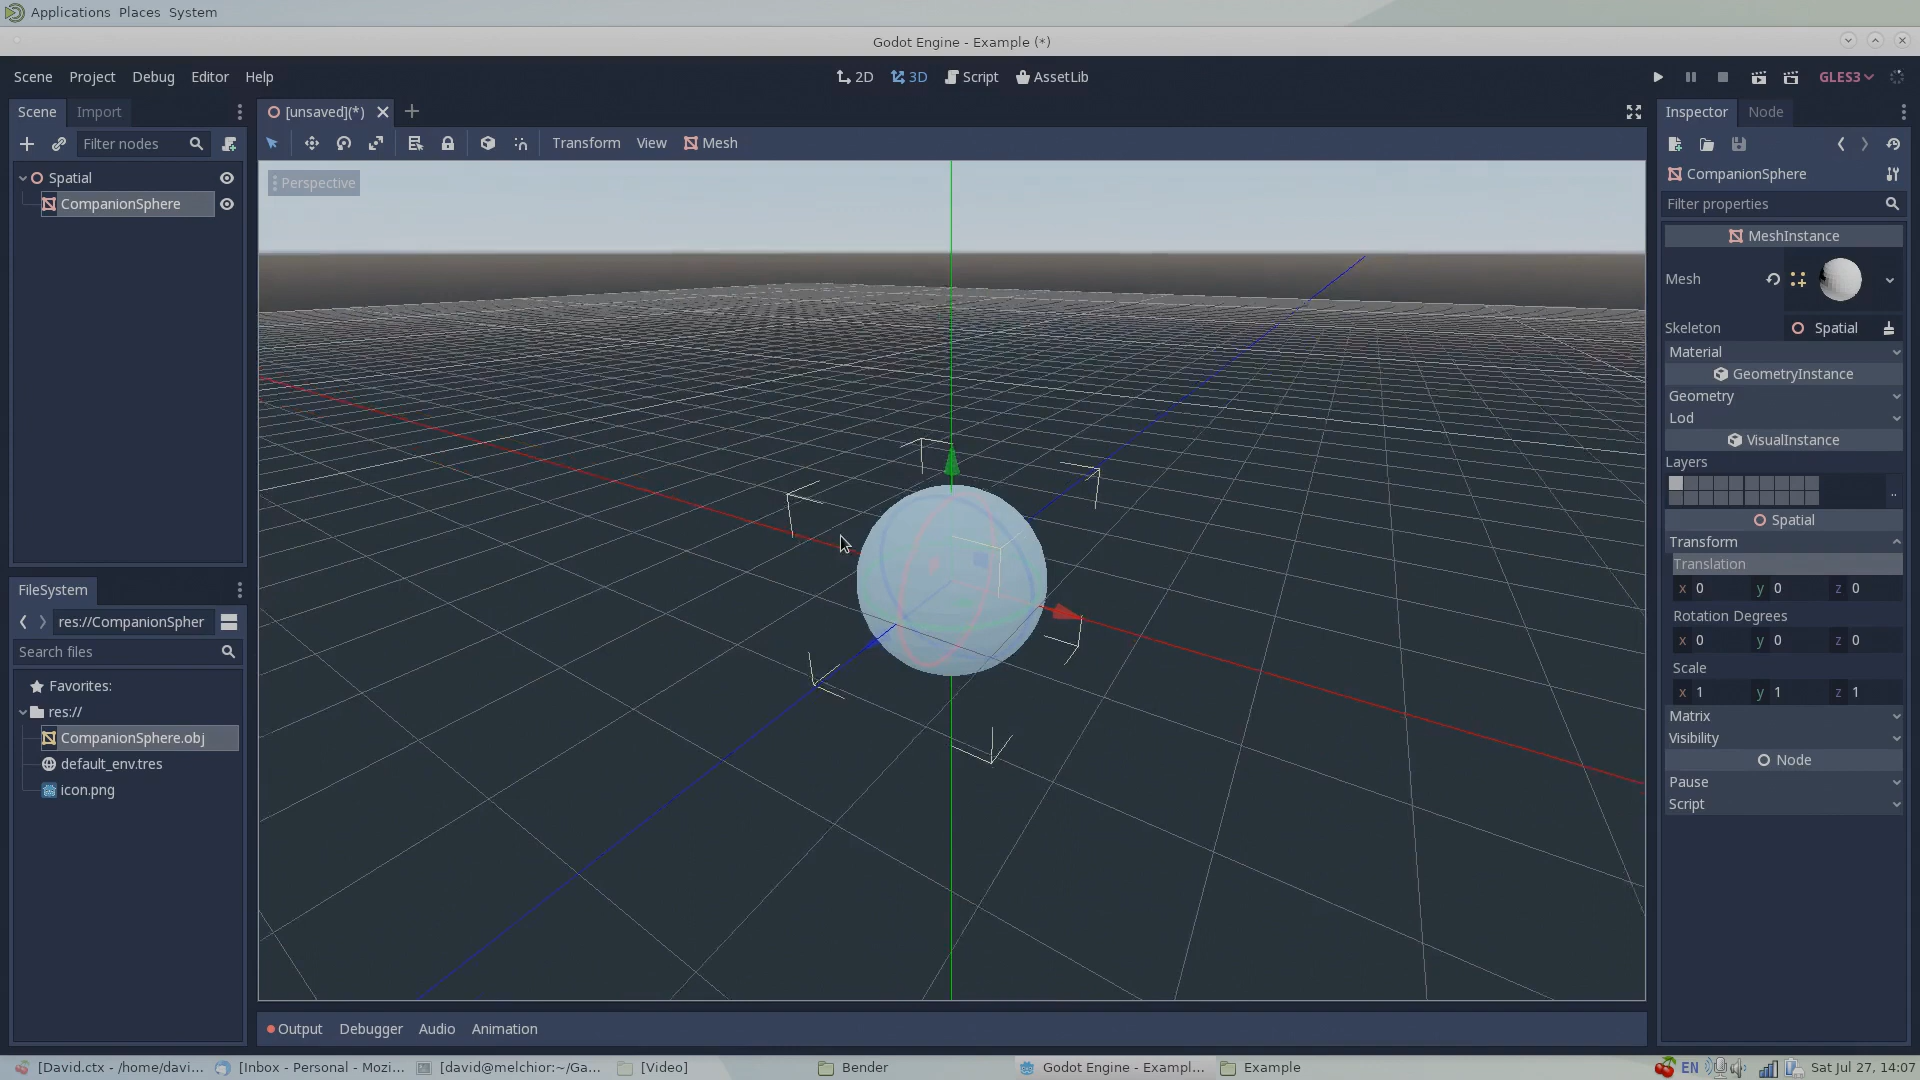 Applications Places System
Godot Engine - Example (*)
Scene Project Debug Editor Help
2D 3D Script AssetLib
GLES3
Scene Import
[unsaved](*)
Inspector Node
Filter nodes
Transform View Mesh
Spatial
CompanionSphere
Perspective
CompanionSphere
Filter properties
MeshInstance
Mesh
Skeleton Spatial
Material
GeometryInstance
Geometry
Lod
VisualInstance
Layers
..
Spatial
Transform
Translation
x 0 y 0 z 0
Rotation Degrees
x 0 y 0 z 0
Scale
x 1 y 1 z 1
Matrix
Visibility
Node
Pause
Script
FileSystem
res://CompanionSpher
Search files
Favorites:
res://
CompanionSphere.obj
default_env.tres
icon.png
Output Debugger Audio Animation
[David.ctx - /home/davi... [Inbox - Personal - Mozi... [david@melchior:~/Ga... [Video] Bender Godot Engine - Exampl... Example EN Sat Jul 27, 14:07